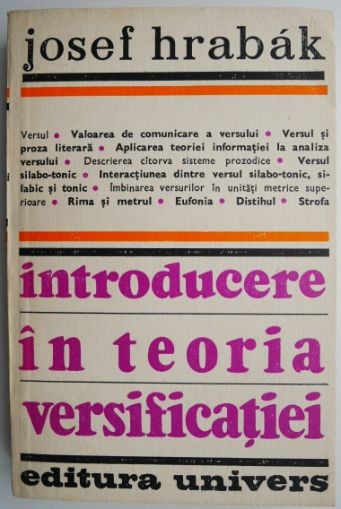 josef hrabák
Versul • Valoarea de comunicare a versului • Versul și
proza literară • Aplicarea teoriei informației la analiza
versului • Descrierea cîtorva sisteme prozodice • Versul
silabo-tonic • Interacțiunea dintre versul silabo-tonic, si-
labic și tonic • Îmbinarea versurilor în unități metrice supe-
rioare • Rima și metrul • Eufonia • Distihul • Strofa
introducere
în teoria
versificației
editura univers